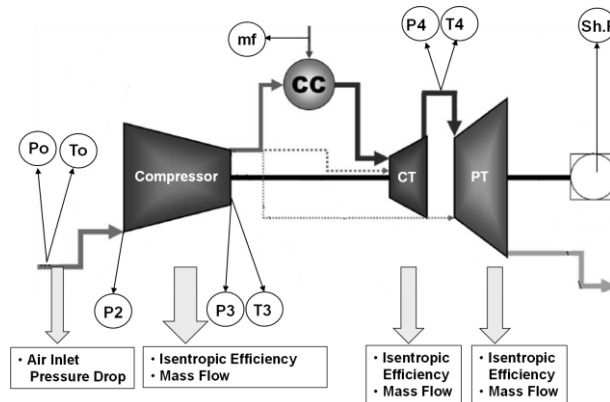 mf
P4
T4
Sh.P
CC
Po
To
Compressor
CT
PT
P2
P3
T3
· Air Inlet
Pressure Drop
· Isentropic Efficiency
· Mass Flow
· Isentropic
Efficiency
· Mass Flow
· Isentropic
Efficiency
· Mass Flow